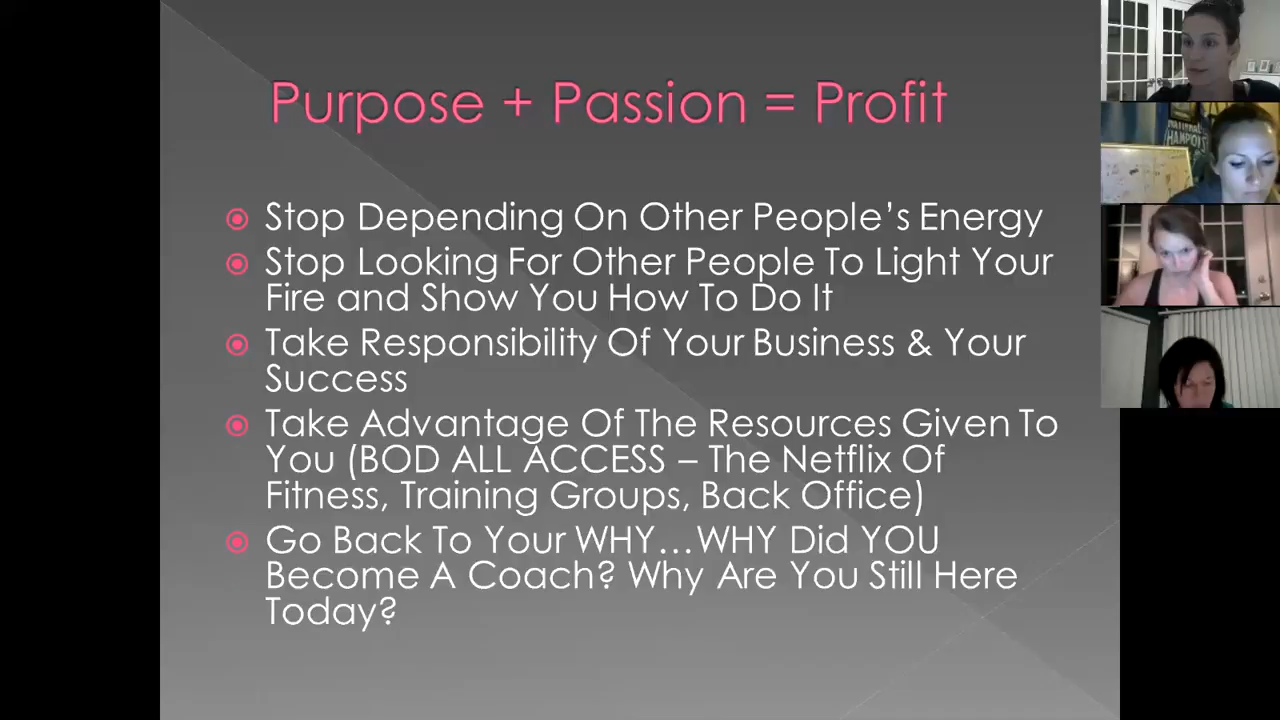 Purpose + Passion = Profit
Stop Depending On Other People's Energy
Stop Looking For Other People To Light Your
Fire and Show You How To Do It
Take Responsibility Of Your Business & Your
Success
Take Advantage Of The Resources Given To
You (BOD ALL ACCESS – The Netflix Of
Fitness, Training Groups, Back Office)
Go Back To Your WHY…WHY Did YOU
Become A Coach? Why Are You Still Here
Today?